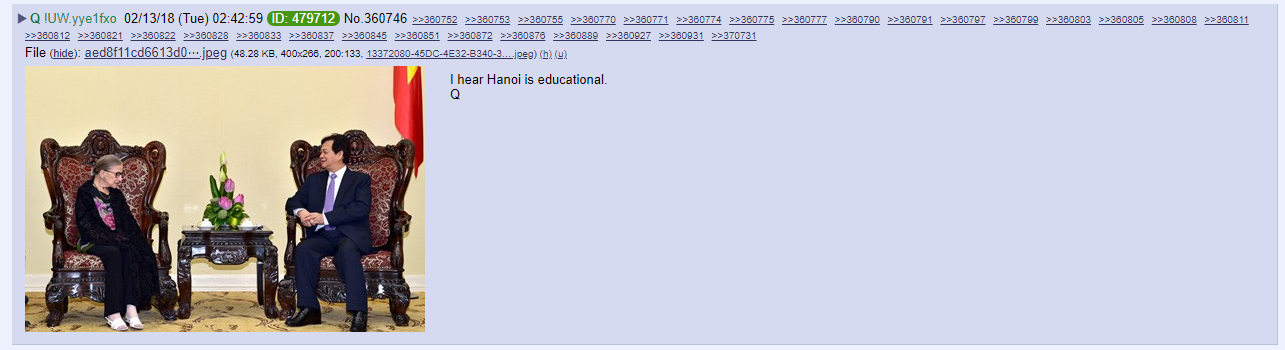 ▶ Q !UW.yye1fxo 02/13/18 (Tue) 02:42:59 ID: 479712 No.360746 >>360752 >>360753 >>360755 >>360770 >>360771 >>360774 >>360775 >>360777 >>360790 >>360791 >>360797 >>360799 >>360803 >>360805 >>360808 >>360811
>>360812 >>360821 >>360822 >>360828 >>360833 >>360837 >>360845 >>360851 >>360872 >>360876 >>360889 >>360927 >>360931 >>370731
File (hide): aed8f11cd6613d0⋯.jpeg (48.28 KB, 400x266, 200:133, 13372080-45DC-4E32-B340-3….jpeg) (h) (u)
I hear Hanoi is educational.
Q